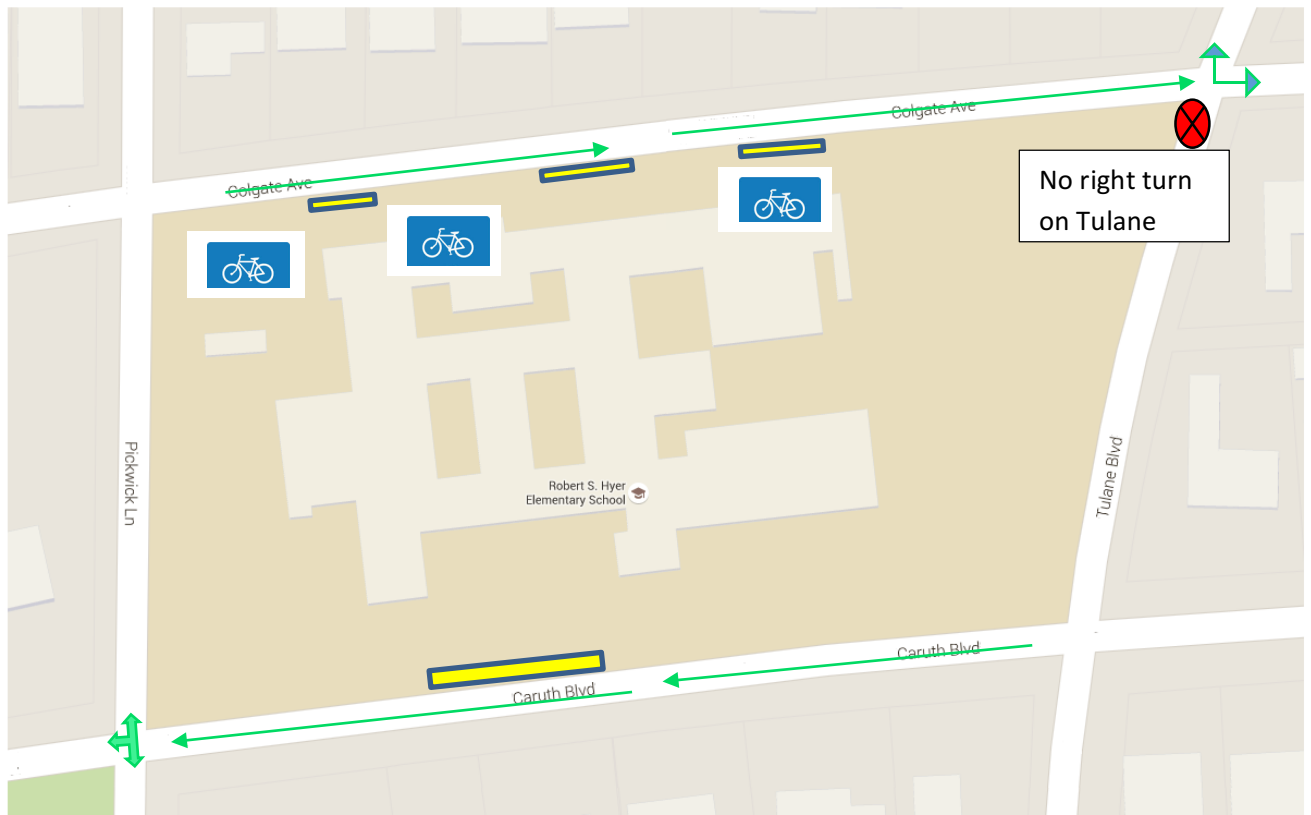 Colgate Ave
Colgate Ave
No right turn
on Tulane
Pickwick Ln
Robert S. Hyer
Elementary School
Tulane Blvd
Caruth Blvd
Caruth Blvd